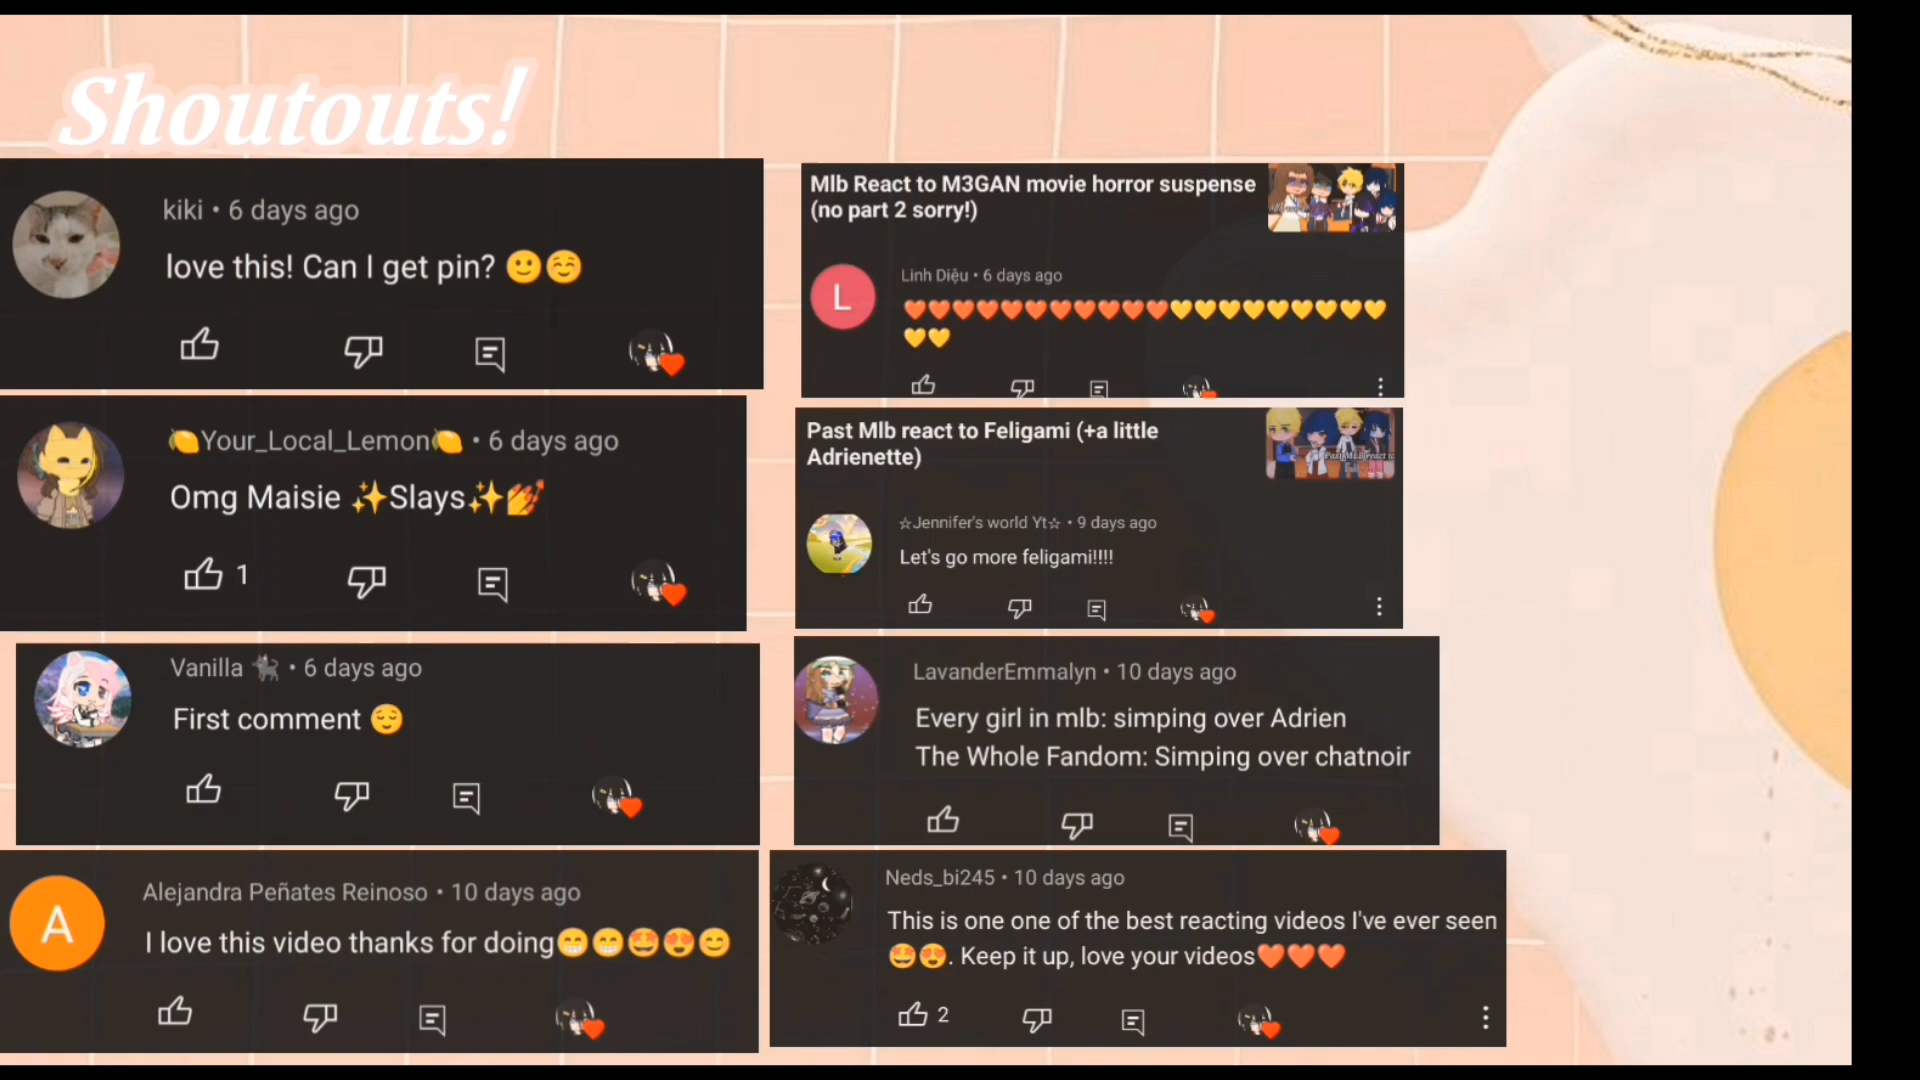 Shoutouts!
kiki • 6 days ago
love this! Can I get pin? 🙂☺️
🍋Your_Local_Lemon🍋 • 6 days ago
Omg Maisie ✨Slays✨💅
1
Vanilla 🐈‍⬛ • 6 days ago
First comment 😌
Alejandra Peñates Reinoso • 10 days ago
A
I love this video thanks for doing😁😁🤩😍😊
Mlb React to M3GAN movie horror suspense
(no part 2 sorry!)
Linh Diệu • 6 days ago
L
🧡🧡🧡🧡🧡🧡🧡🧡🧡🧡🧡💛💛💛💛💛💛💛💛💛
💛💛
Past Mlb react to Feligami (+a little
Adrienette)
☆Jennifer's world Yt☆ • 9 days ago
Let's go more feligami!!!!
LavanderEmmalyn • 10 days ago
Every girl in mlb: simping over Adrien
The Whole Fandom: Simping over chatnoir
Neds_bi245 • 10 days ago
This is one one of the best reacting videos I've ever seen
🤩😍. Keep it up, love your videos🧡🧡🧡
2